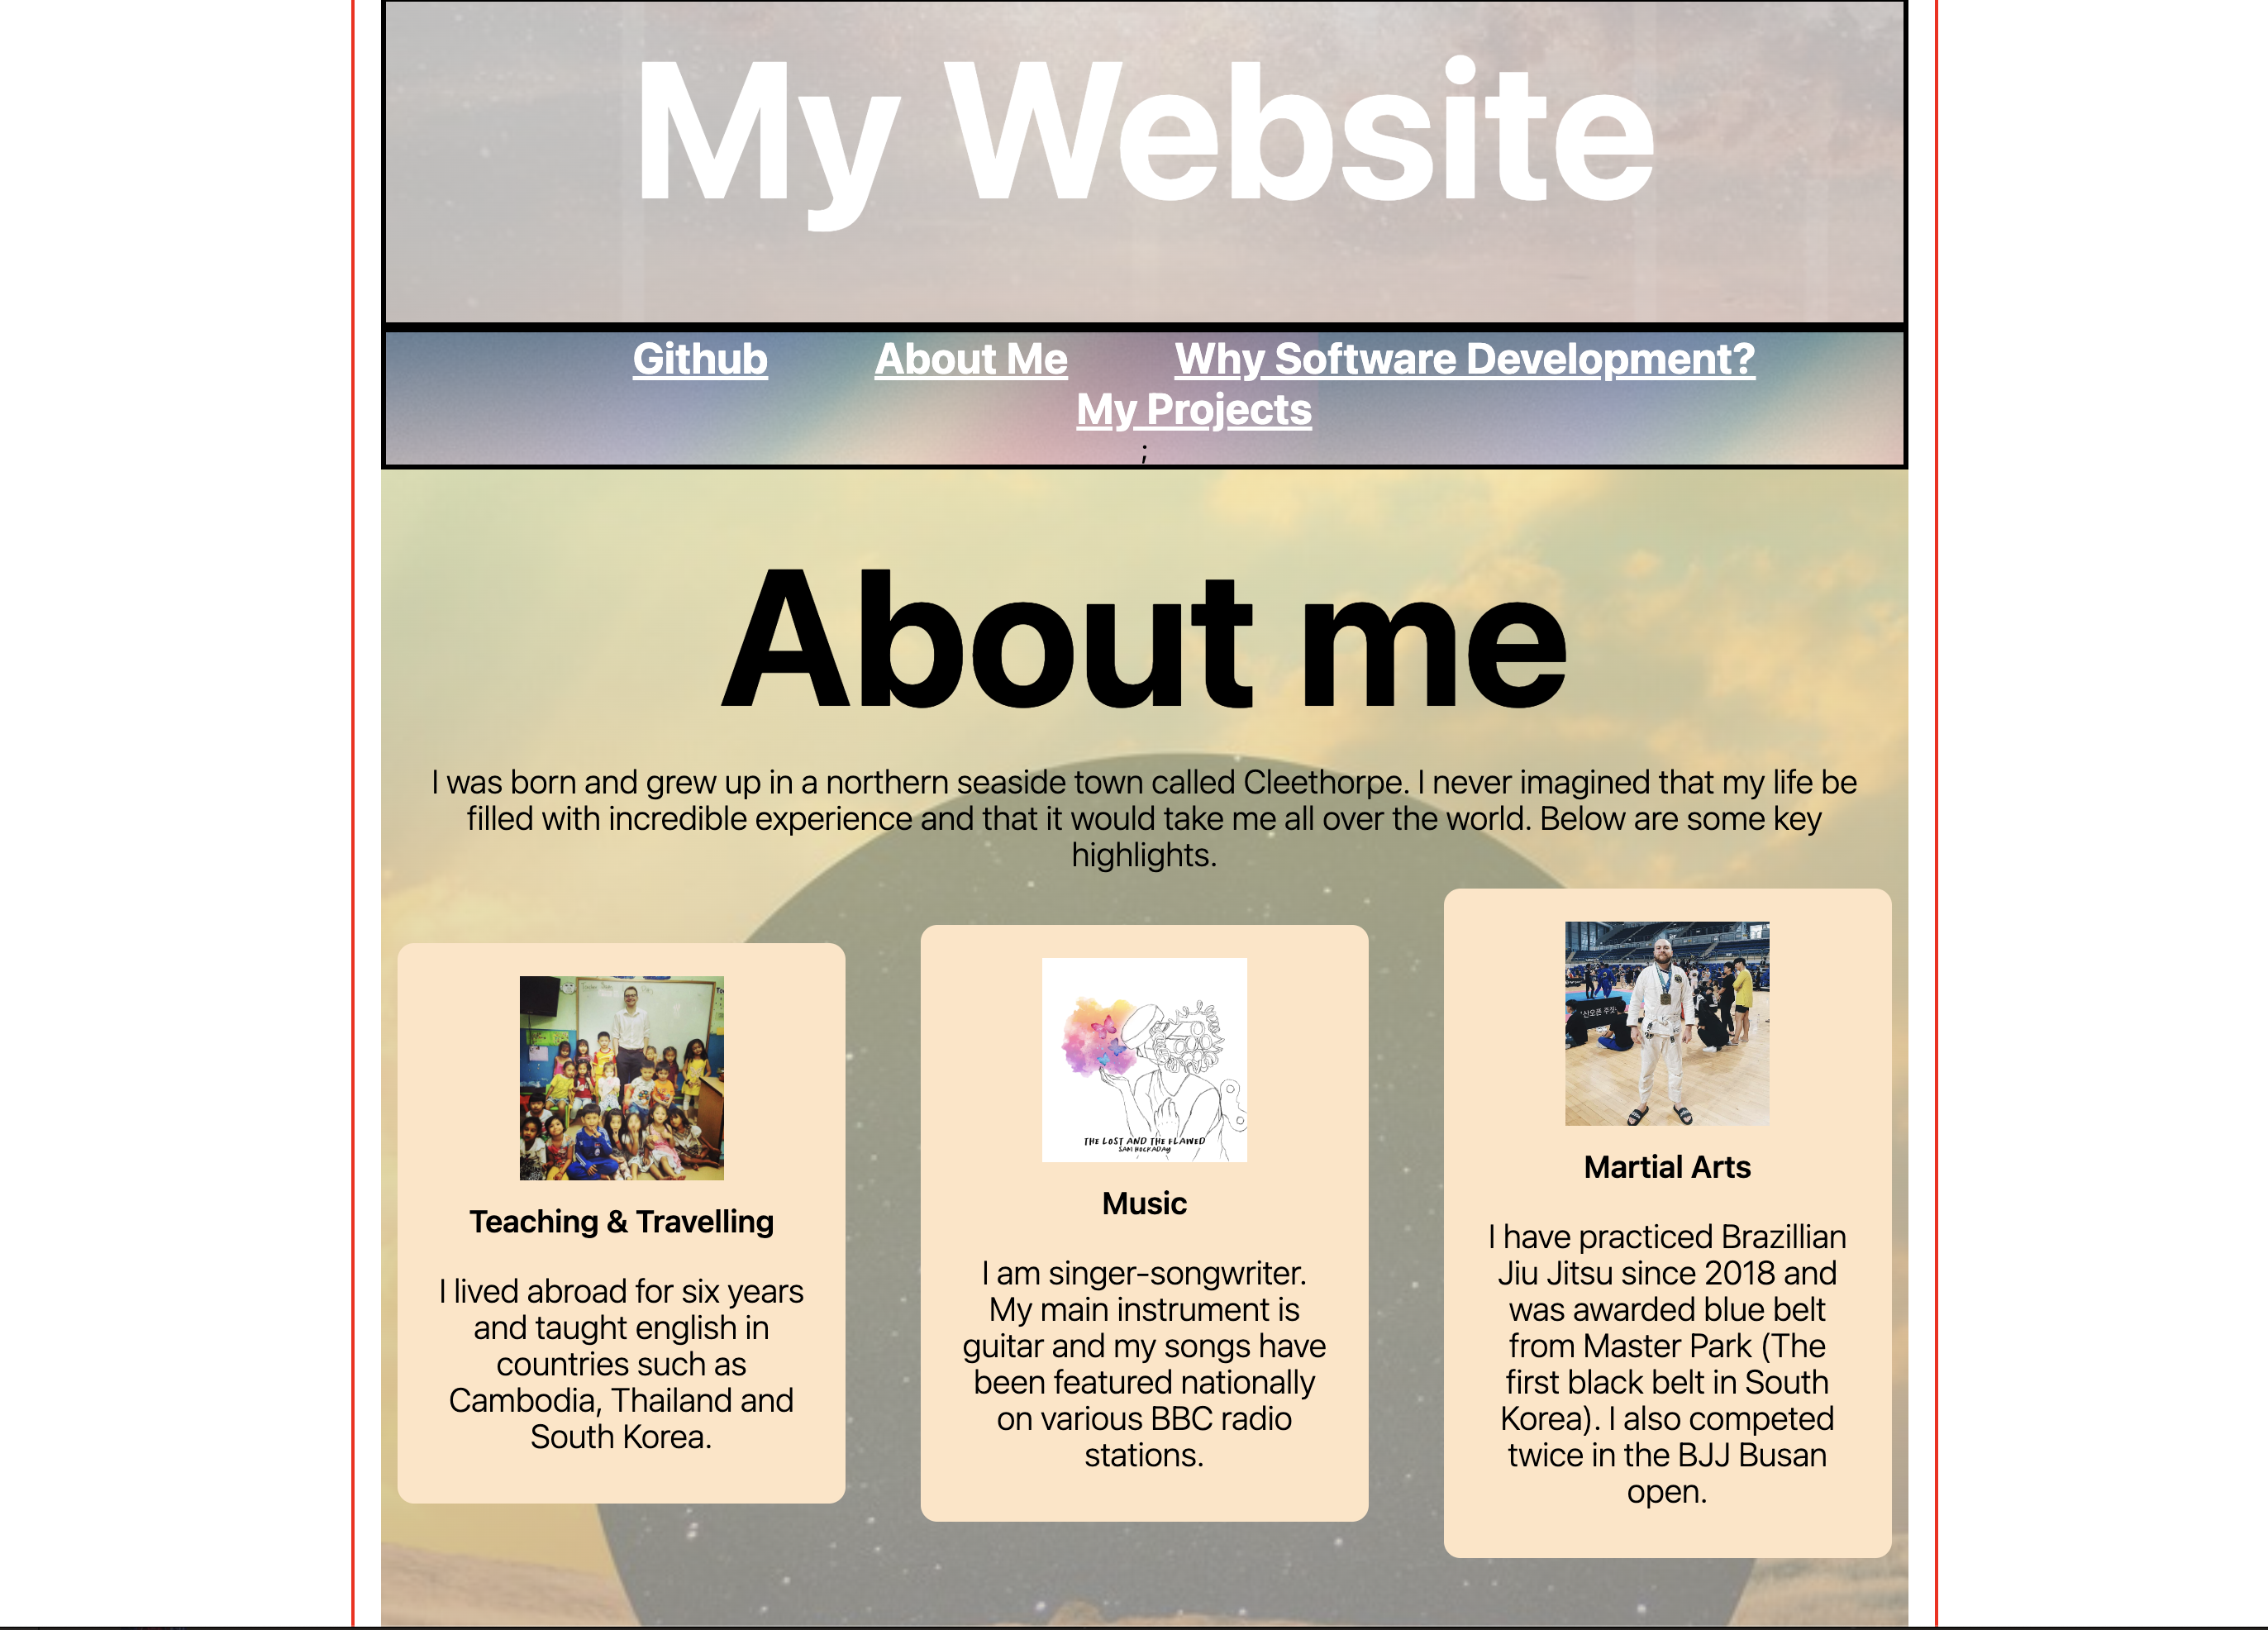 My Website
Github About Me Why Software Development?
My Projects
;
About me
I was born and grew up in a northern seaside town called Cleethorpe. I never imagined that my life be
filled with incredible experience and that it would take me all over the world. Below are some key
highlights.
Teaching & Travelling
I lived abroad for six years
and taught english in
countries such as
Cambodia, Thailand and
South Korea.
THE LOST AND THE FLAWED
SAM HOCKADAY
Music
I am singer-songwriter.
My main instrument is
guitar and my songs have
been featured nationally
on various BBC radio
stations.
Martial Arts
I have practiced Brazillian
Jiu Jitsu since 2018 and
was awarded blue belt
from Master Park (The
first black belt in South
Korea). I also competed
twice in the BJJ Busan
open.